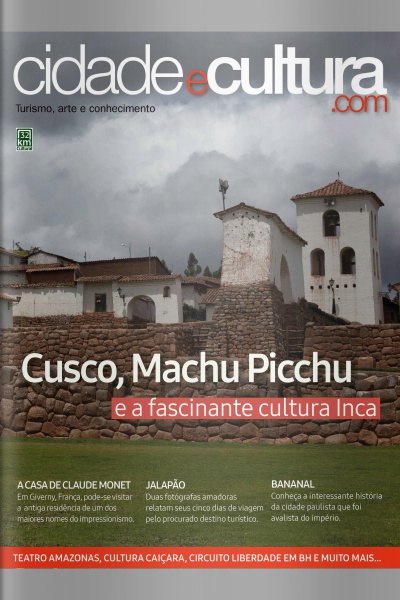 cidadeecultura
.com
Turismo, arte e conhecimento
32
km
Cusco, Machu Picchu
e a fascinante cultura Inca
A CASA DE CLAUDE MONET
Em Giverny, França, pode-se visitar
a antiga residência de um dos
maiores nomes do impressionismo.
JALAPÃO
Duas fotógrafas amadoras
relatam seus cinco dias de viagem
pelo procurado destino turístico.
BANANAL
Conheça a interessante história
da cidade paulista que foi
avalista do império.
TEATRO AMAZONAS, CULTURA CAIÇARA, CIRCUITO LIBERDADE EM BH E MUITO MAIS...